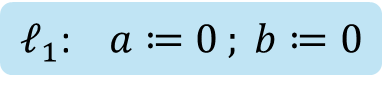 ℓ₁: a := 0 ; b := 0